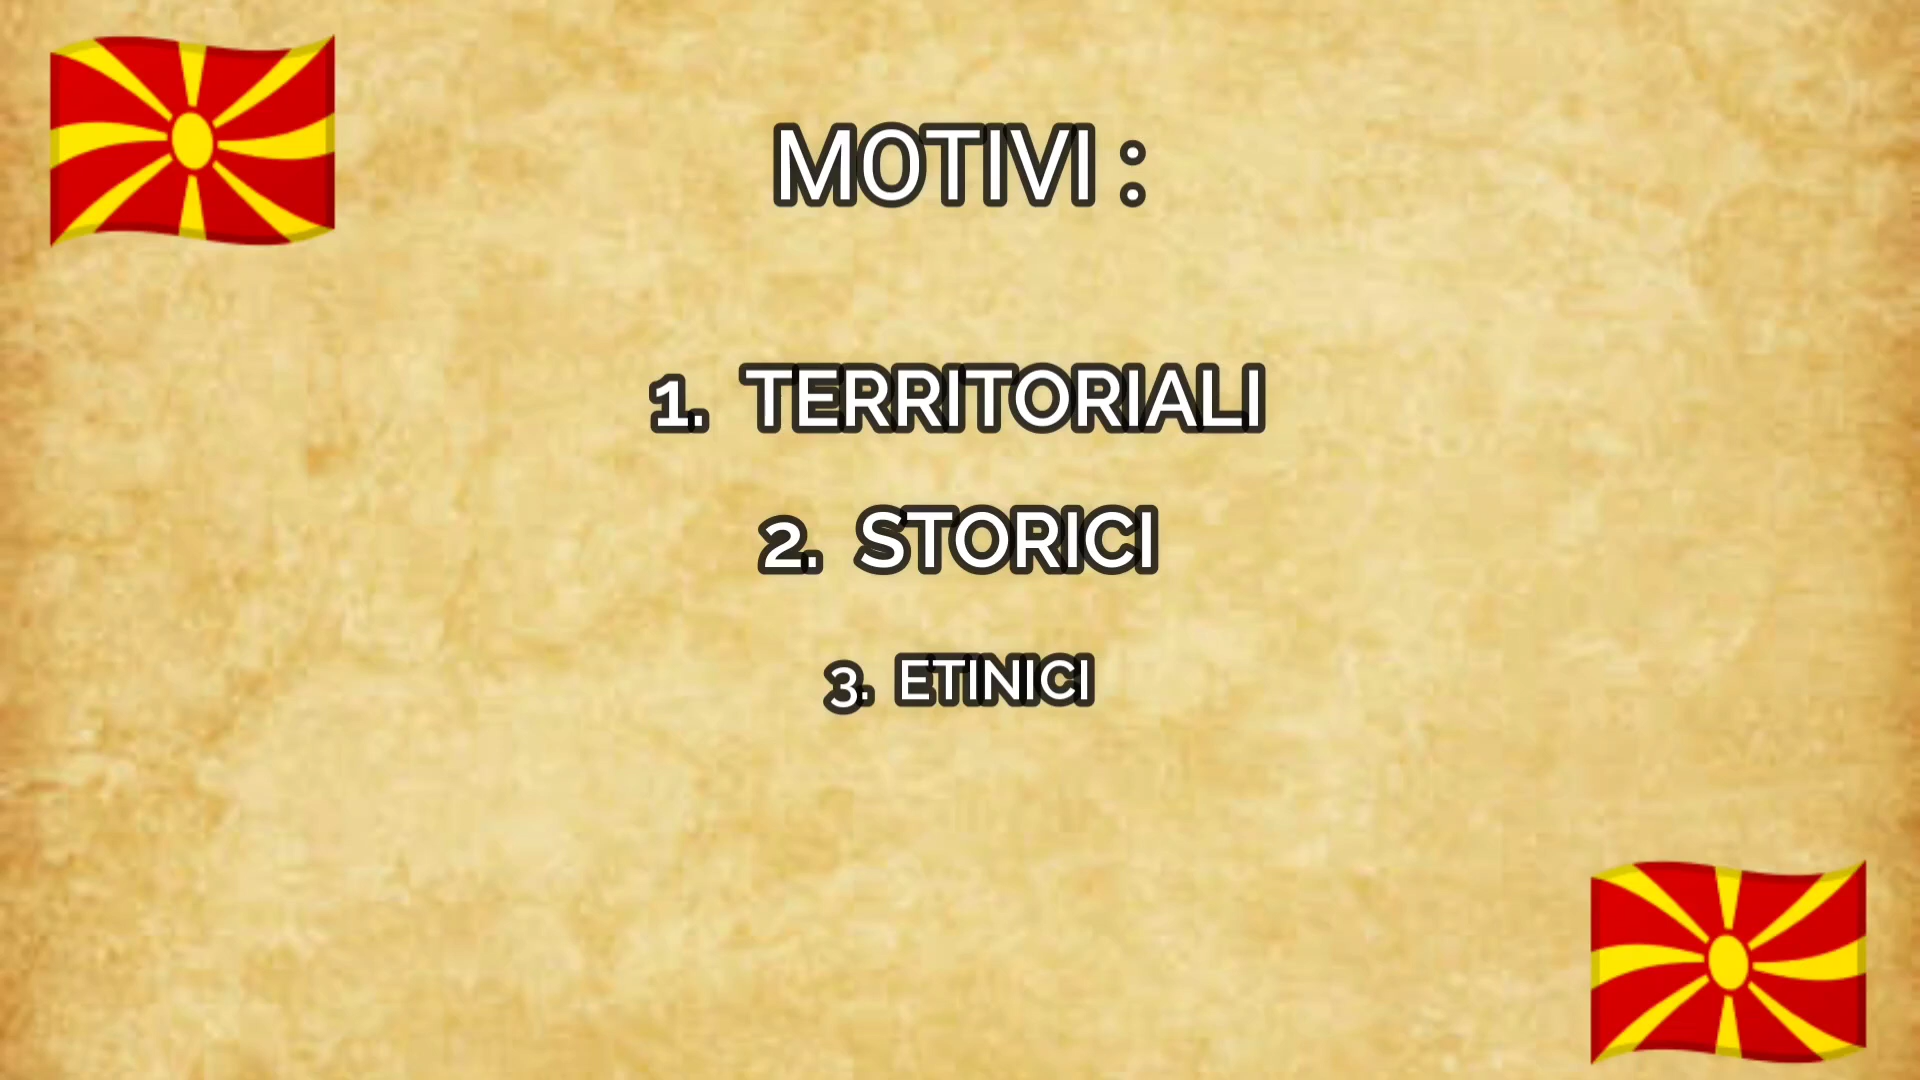 MOTIVI :
1. TERRITORIALI
2. STORICI
3. ETINICI